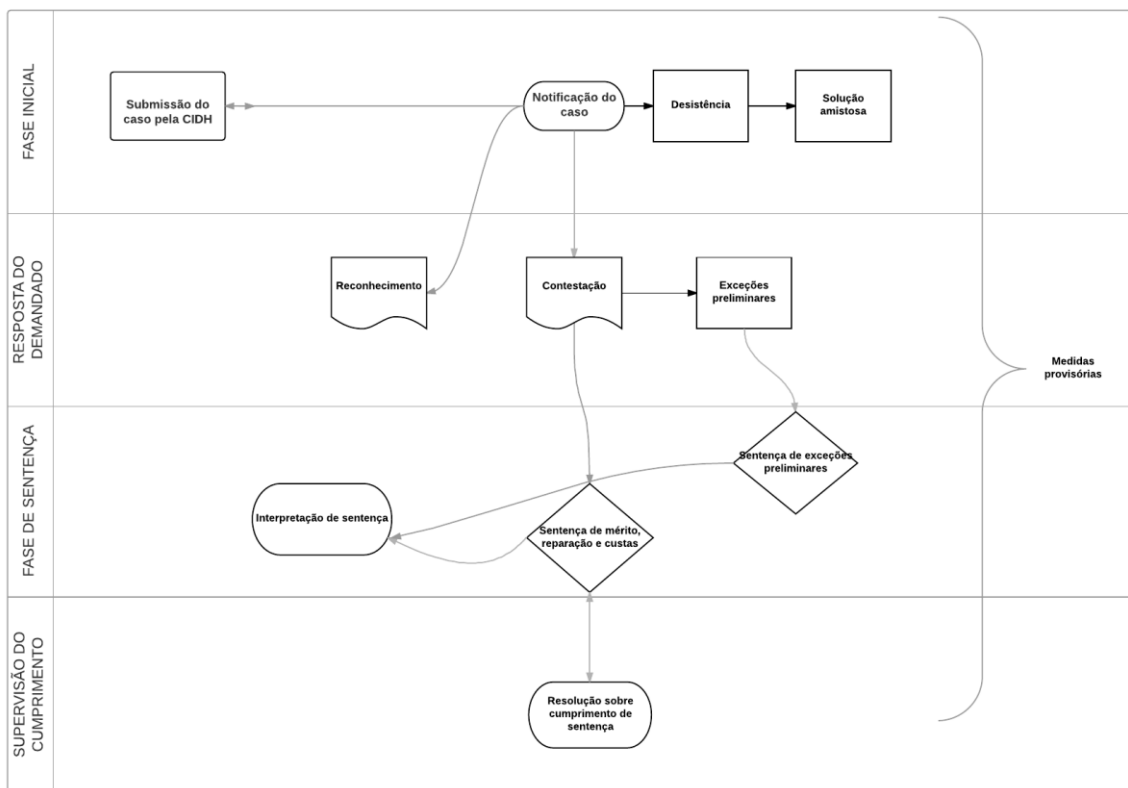 FASE INICIAL
Submissão do
caso pela CIDH
Notificação do
caso
Desistência
Solução
amistosa
RESPOSTA DO
DEMANDADO
Reconhecimento
Contestação
Exceções
preliminares
Medidas
provisórias
FASE DE SENTENÇA
Interpretação de sentença
Sentença de mérito,
reparação e custas
Sentença de exceções
preliminares
SUPERVISÃO DO
CUMPRIMENTO
Resolução sobre
cumprimento de
sentença